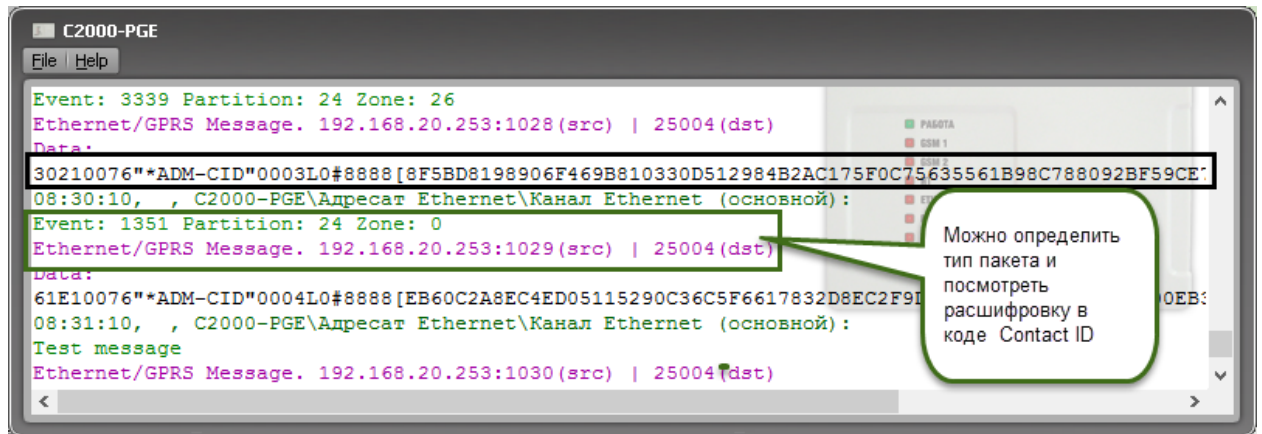 C2000-PGE
File Help
Event: 3339 Partition: 24 Zone: 26
Ethernet/GPRS Message. 192.168.20.253:1028(src) | 25004(dst)
РАБОТА
GSM 1
Data:
GSM 2
30210076"*ADM-CID"0003L0#8888[8F5BD8198906F469B810330D512984B2AC175F0C75635561B98C788092BF59CE
08:30:10, , C2000-PGE\Адресат Ethernet\Канал Ethernet (основной):
Event: 1351 Partition: 24 Zone: 0
Ethernet/GPRS Message. 192.168.20.253:1029(src) | 25004(dst)
Data:
61E10076"*ADM-CID"0004L0#8888[EB60C2A8EC4ED05115290C36C5F6617832D8EC2F9
08:31:10, , C2000-PGE\Адресат Ethernet\Канал Ethernet (основной):
Test message
Ethernet/GPRS Message. 192.168.20.253:1030(src) | 25004(dst)
Можно определить
тип пакета и
посмотреть
расшифровку в
коде Contact ID